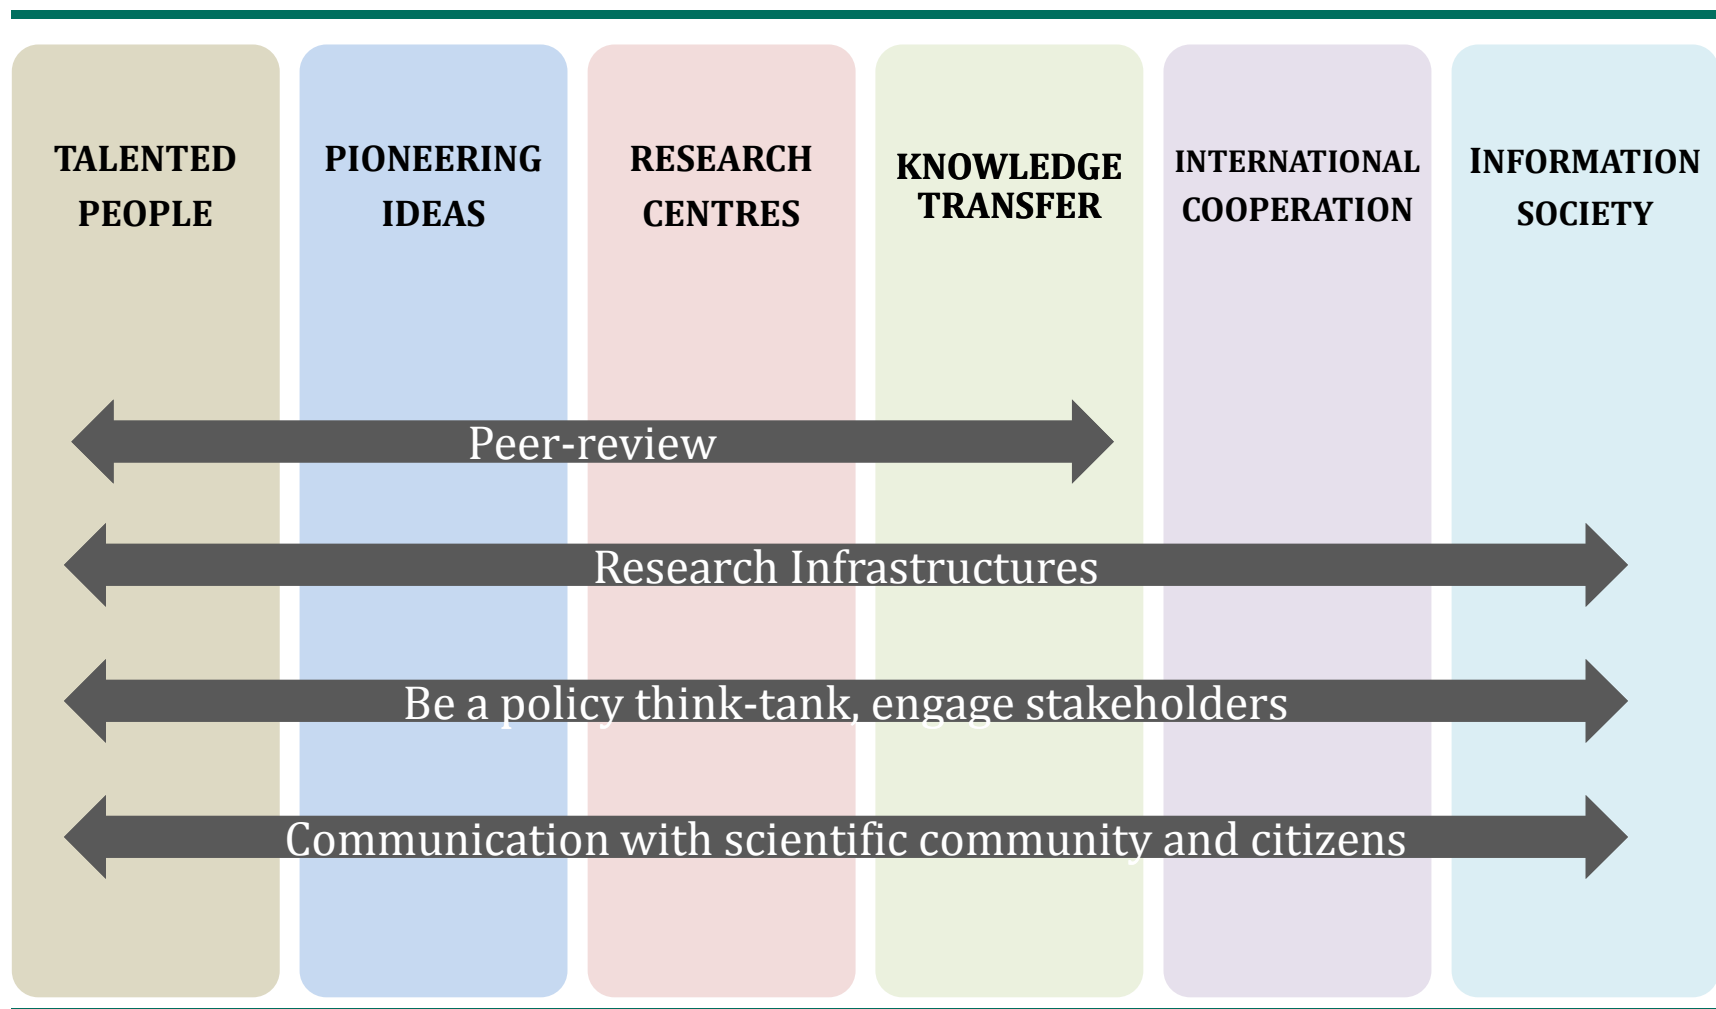 TALENTED
PEOPLE
PIONEERING
IDEAS
RESEARCH
CENTRES
KNOWLEDGE
TRANSFER
INTERNATIONAL
COOPERATION
INFORMATION
SOCIETY
Peer-review
Research Infrastructures
Be a policy think-tank, engage stakeholders
Communication with scientific community and citizens